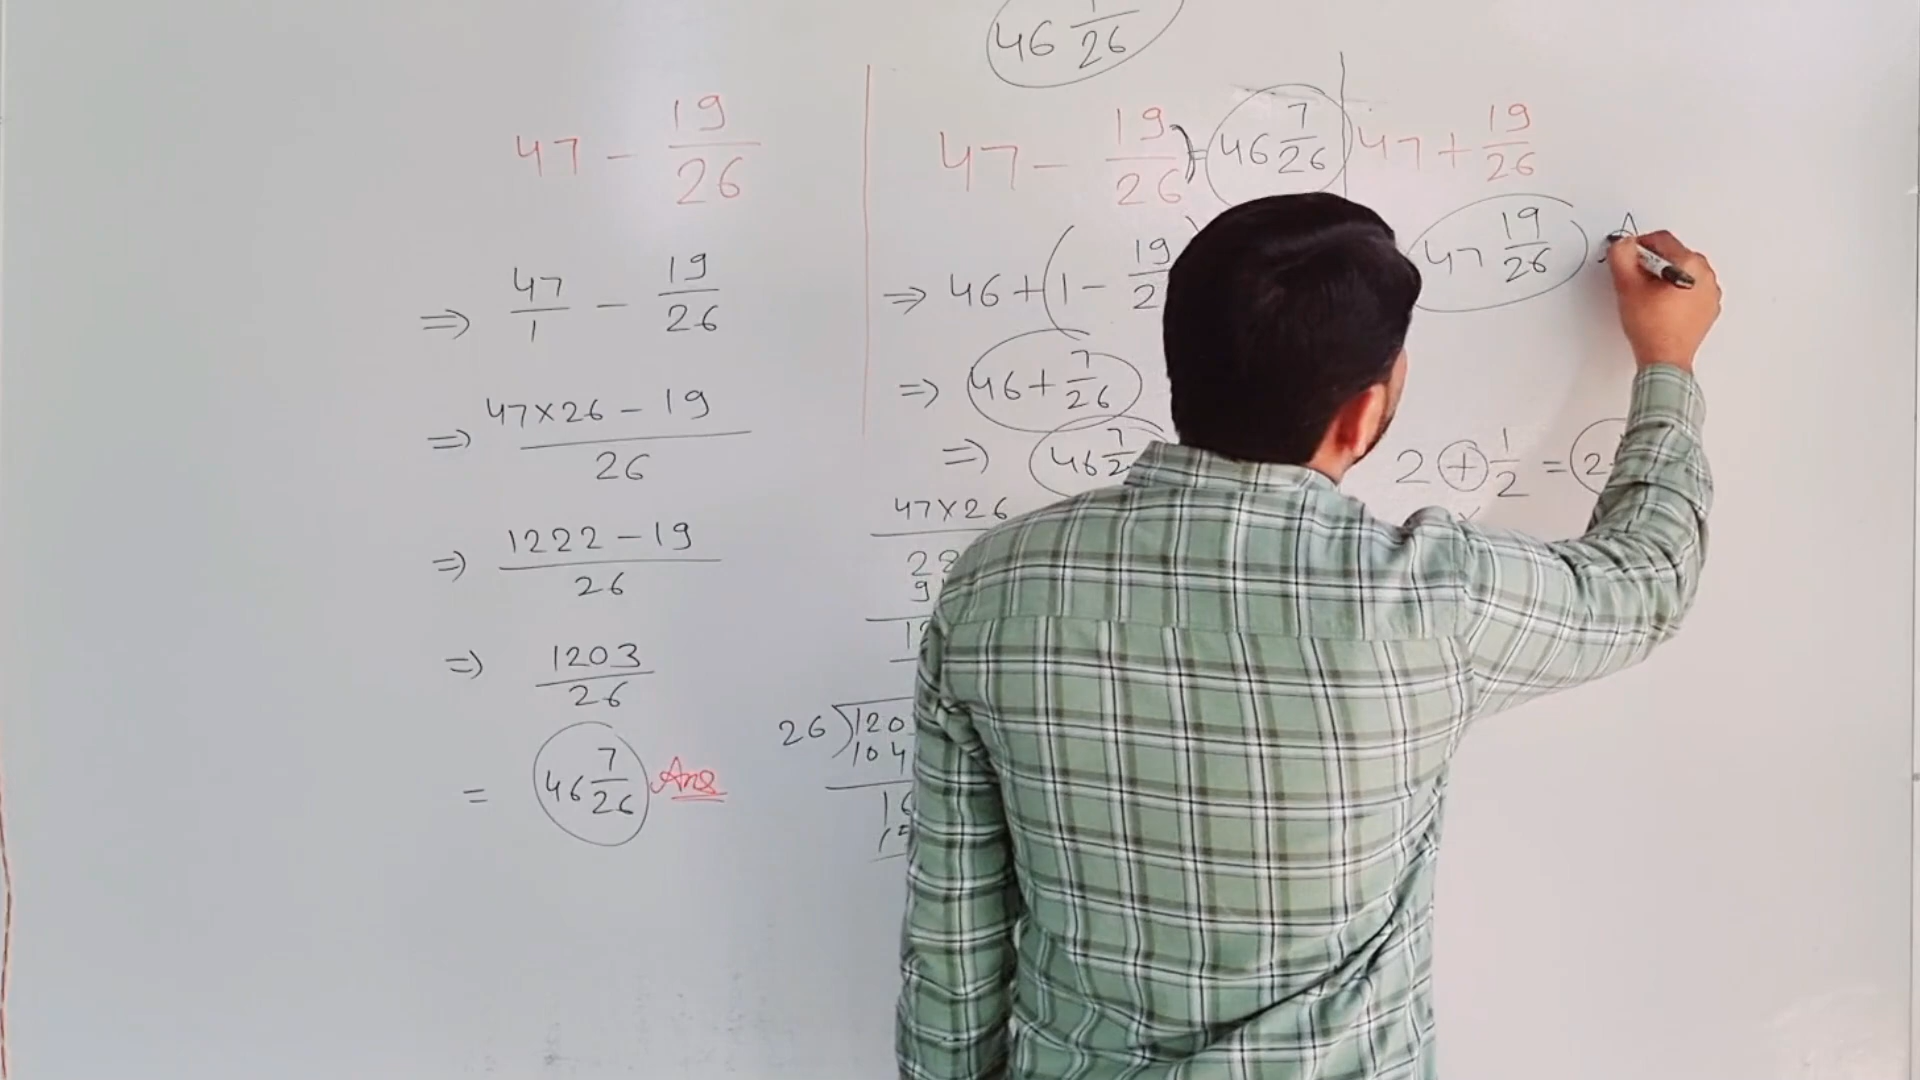 46 1/26
47 - 19/26
⇒ 47/1 - 19/26
⇒ 47×26 - 19 / 26
⇒ 1222 - 19 / 26
⇒ 1203/26
= 46 7/26 Ans
47 - 19/26) = 46 7/26
⇒ 46 + (1 - 19/2
⇒ 46 + 7/26
⇒ 46 7/2
47×26
26)120
104
47 + 19/26
47 19/26 A
2 + 1/2 = 2